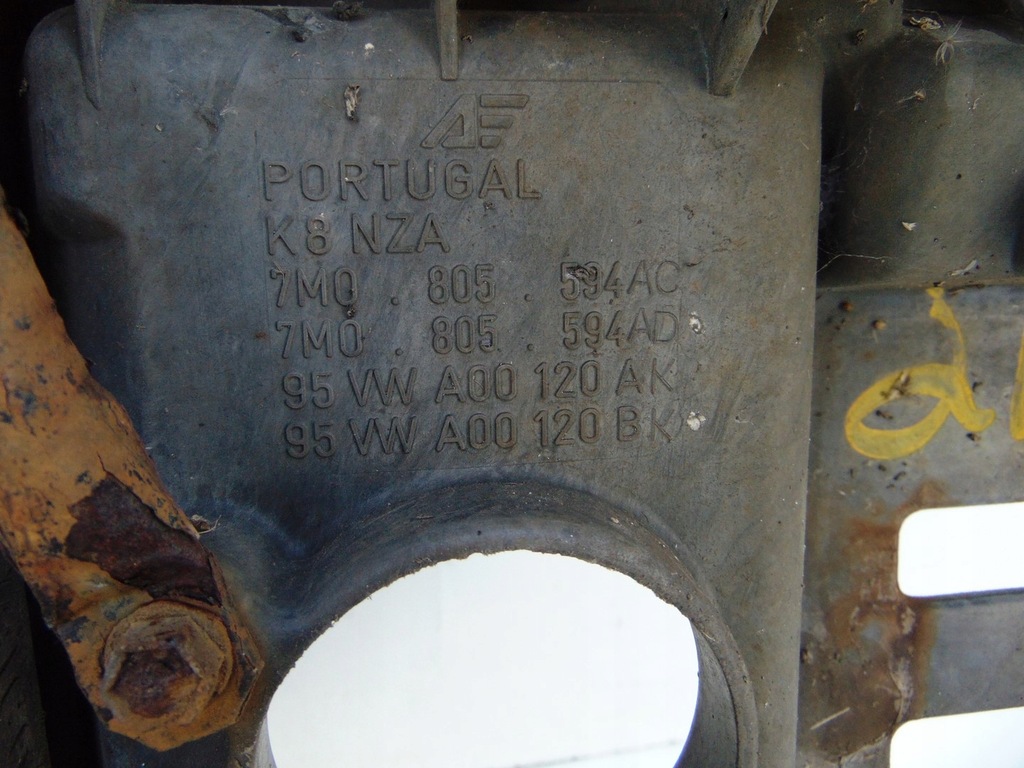 AE
PORTUGAL
K8 NZA
7M0 . 805 . 594AC
7M0 . 805 . 594AD
95 VW A00 120 AK
95 VW A00 120 BK